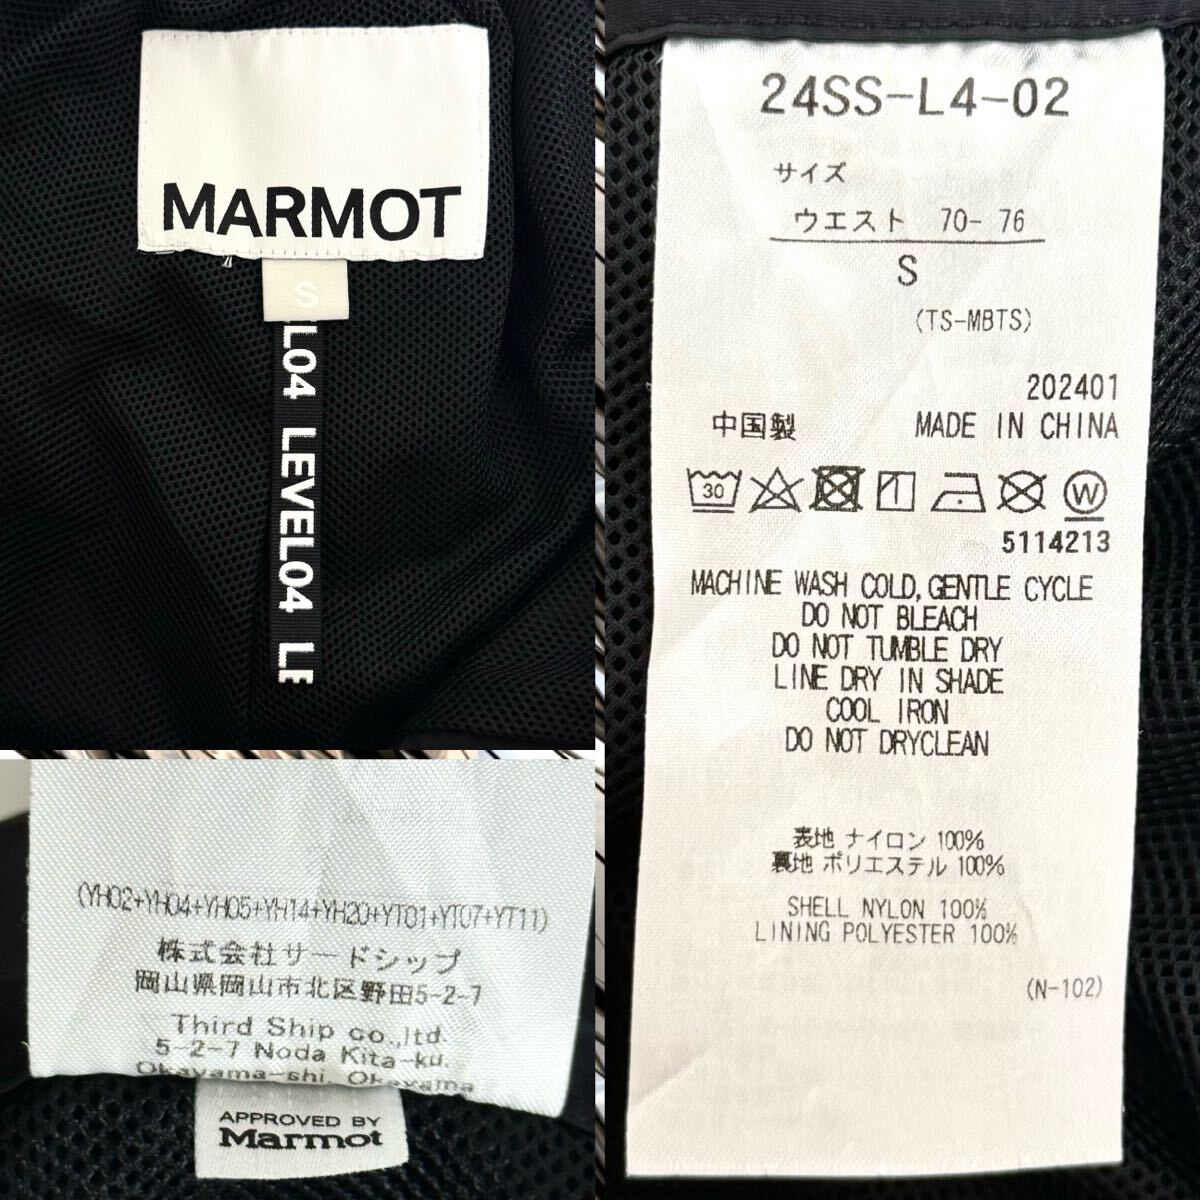 MARMOT
S
EL04 LEVEL04 LE
24SS-L4-02
サイズ
ウエスト 70- 76
S
(TS-MBTS)
202401
中国製 MADE IN CHINA
30
W
5114213
MACHINE WASH COLD, GENTLE CYCLE
DO NOT BLEACH
DO NOT TUMBLE DRY
LINE DRY IN SHADE
COOL IRON
DO NOT DRYCLEAN
表地 ナイロン 100%
裏地 ポリエステル 100%
SHELL NYLON 100%
LINING POLYESTER 100%
(N-102)
(YH02+YH04+YH05+YH14+YH20+YT01+YT07+YT11)
株式会社サードシップ
岡山県岡山市北区野田5-2-7
Third Ship co.,ltd.
5-2-7 Noda Kita-ku.
Okayama-shi, Okayama
APPROVED BY
Marmot